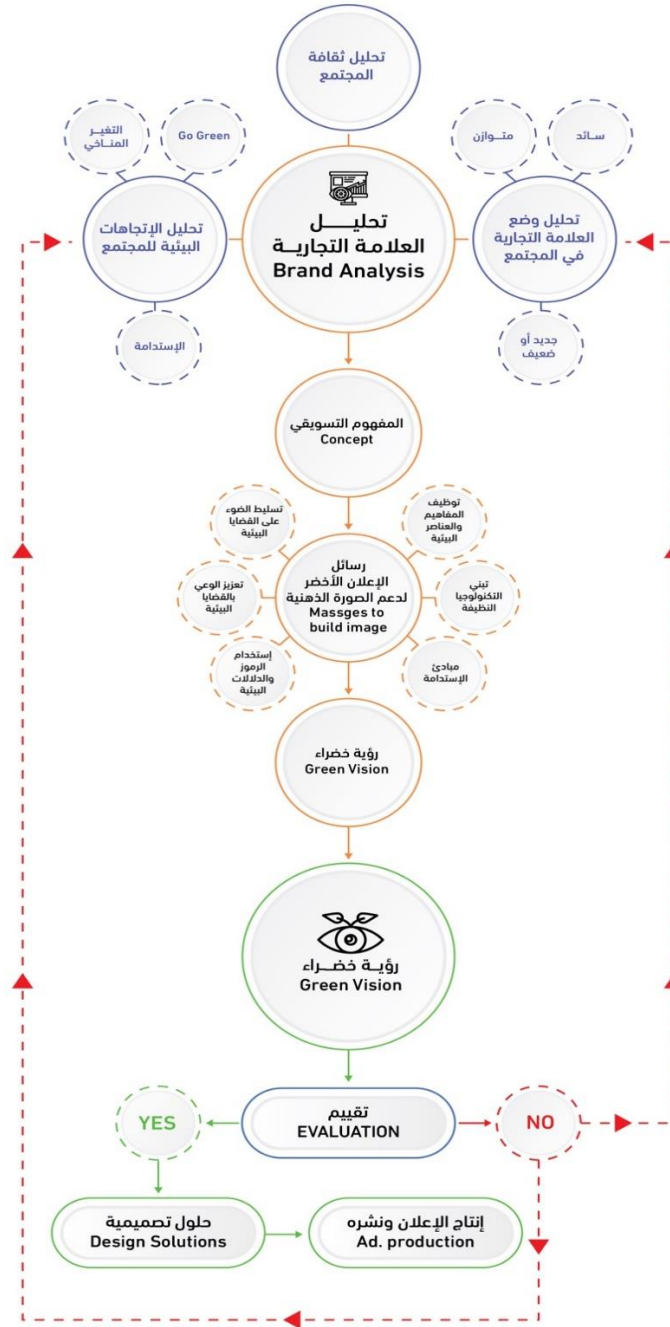 تحليل ثقافة
المجتمع
التغير
المناخي
Go Green
متوازن
سائد
تحليل الإتجاهات
البيئية للمجتمع
تحليل
العلامة التجارية
Brand Analysis
تحليل وضع
العلامة التجارية
في المجتمع
الإستدامة
جديد أو
ضعيف
المفهوم التسويقي
Concept
تسليط الضوء
على القضايا
البيئية
توظيف
المفاهيم
والعناصر
البيئية
تعزيز الوعي
بالقضايا
البيئية
رسائل
الإعلان الأخضر
لدعم الصورة الذهنية
Massges to
build image
تبني
التكنولوجيا
النظيفة
إستخدام
الرموز
والدلالات
البيئية
مبادئ
الإستدامة
رؤية خضراء
Green Vision
رؤية خضراء
Green Vision
YES
تقييم
EVALUATION
NO
حلول تصميمية
Design Solutions
إنتاج الإعلان ونشره
Ad. production